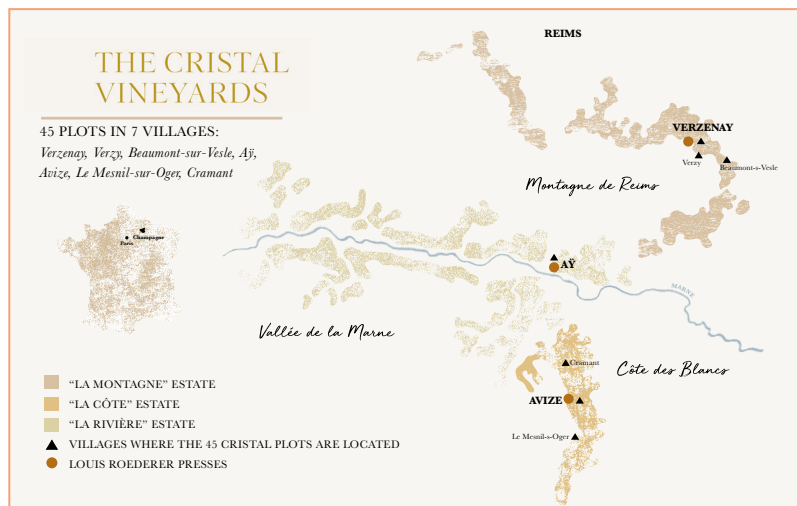 THE CRISTAL
VINEYARDS
45 PLOTS IN 7 VILLAGES:
Verzenay, Verzy, Beaumont-sur-Vesle, Aÿ,
Avize, Le Mesnil-sur-Oger, Cramant
REIMS
VERZENAY
Verzy
Beaumont-s-Vesle
Montagne de Reims
Champagne
Paris
AŸ
MARNE
Vallée de la Marne
Cramant
Côte des Blancs
AVIZE
Le Mesnil-s-Oger
“LA MONTAGNE” ESTATE
“LA CÔTE” ESTATE
“LA RIVIÈRE” ESTATE
VILLAGES WHERE THE 45 CRISTAL PLOTS ARE LOCATED
LOUIS ROEDERER PRESSES